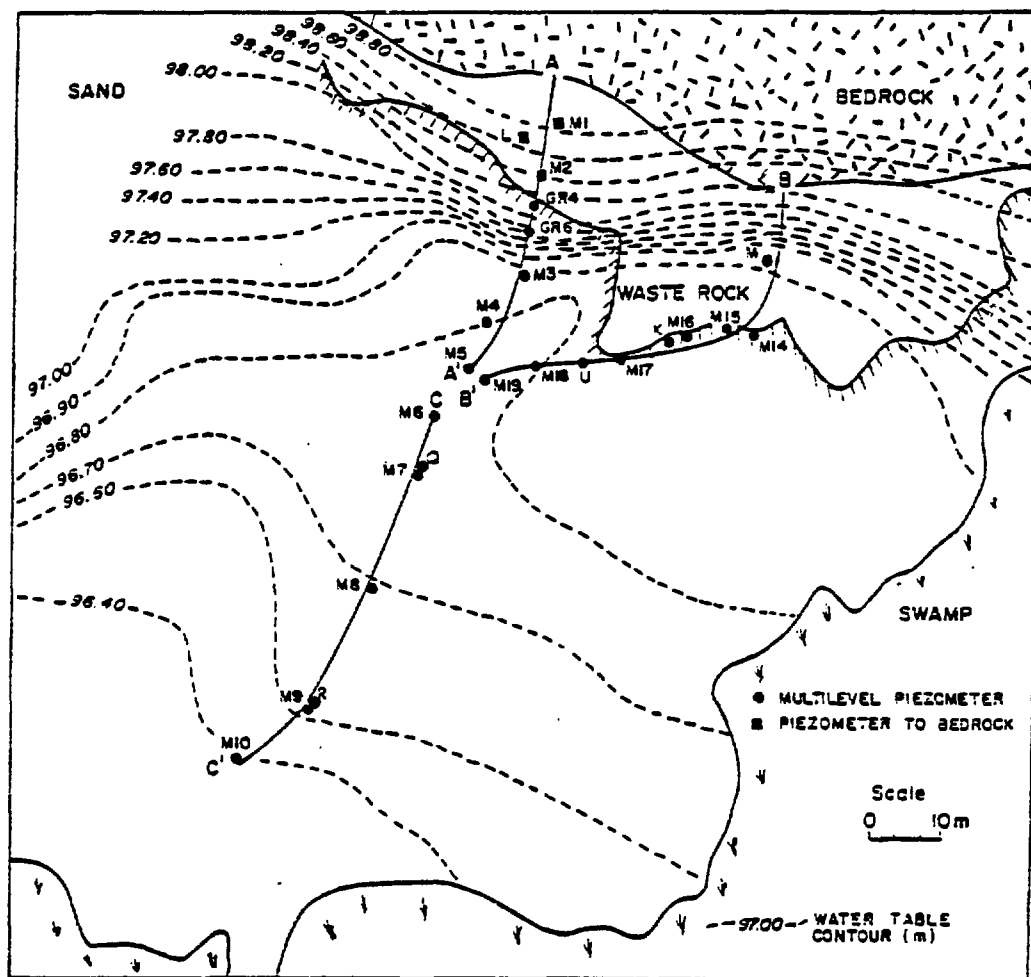 98.80
98.60
98.40
98.20
98.00
SAND
A
BEDROCK
97.80
L
M1
97.60
M2
B
97.40
GR4
97.20
GR6
M
M3
WASTE ROCK
M4
M16
M15
K
97.00
M5
M14
A'
M18
U
M17
96.90
B'
M19
C
M6
96.80
96.70
M7
Q
96.50
M8
96.40
SWAMP
M9
R
● MULTILEVEL PIEZOMETER
■ PIEZOMETER TO BEDROCK
M10
C'
Scale
0 10m
97.00 WATER TABLE
CONTOUR (m)